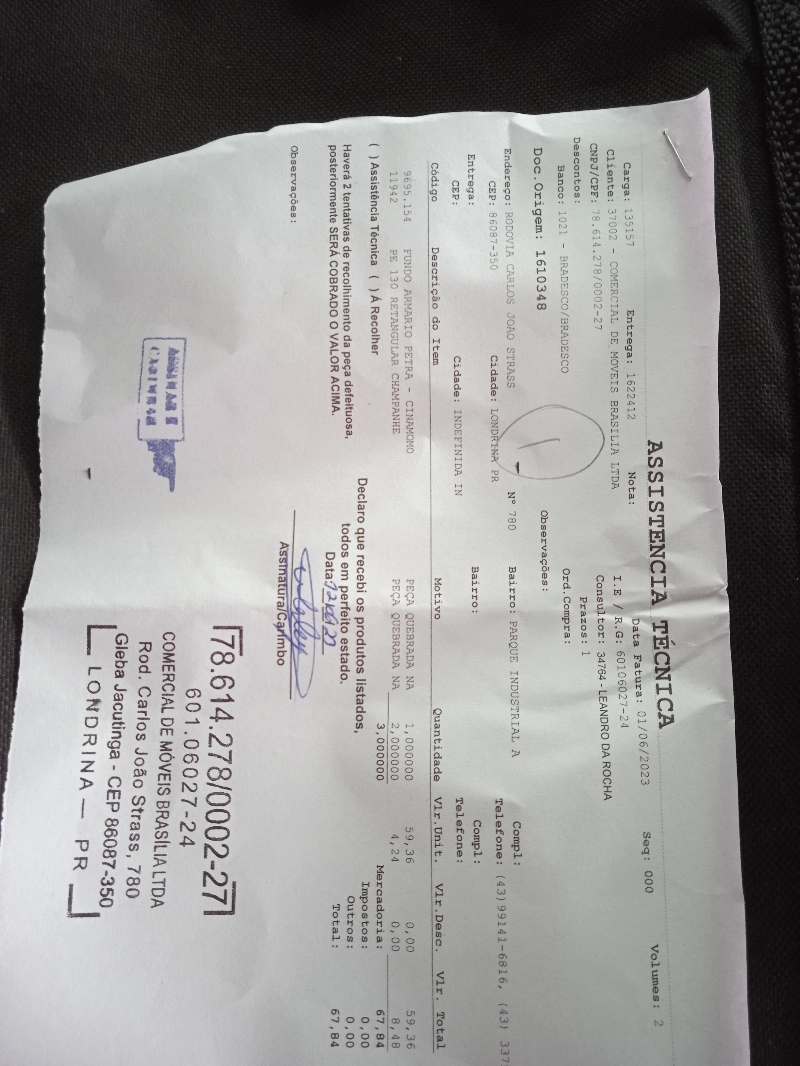 ASSISTENCIA TÉCNICA
Carga: 135157 Entrega: 1622412 Nota: Data Fatura: 01/06/2023 Seq: 000 Volumes: 2
Cliente: 37002 - COMERCIAL DE MOVEIS BRASILIA LTDA I.E / R.G: 60106027-24
CNPJ/CPF: 78.614.278/0002-27 Consultor: 34764 - LEANDRO DA ROCHA
Descontos: Prazos: 1
Banco: 1021 - BRADESCO/BRADESCO Ord.Compra:
Doc.Origem: 1610348 Observações:
Endereço: RODOVIA CARLOS JOAO STRASS Nº 780 Bairro: PARQUE INDUSTRIAL A Compl:
CEP: 86087-350 Cidade: LONDRINA PR Telefone: (43)99141-6816, (43) 337
Entrega: Bairro: Compl:
CEP: Cidade: INDEFINIDA IN Telefone:
Código Descrição do Item Motivo Quantidade Vlr.Unit. Vlr.Desc. Vlr. Total
9695.154 FUNDO ARMARIO PETRA - CINAMOMO PEÇA QUEBRADA NA 1,000000 59,36 0,00 59,36
11942 PE 130 RETANGULAR CHAMPANHE PEÇA QUEBRADA NA 2,000000 4,24 0,00 8,48
3,000000 Mercadoria: 67,84
Impostos: 0,00
Outros: 0,00
Total: 67,84
( ) Assistência Técnica ( ) Á Recolher
Haverá 2 tentativas de recolhimento da peça defeituosa,
posteriormente SERÁ COBRADO O VALOR ACIMA.
Declaro que recebi os produtos listados,
todos em perfeito estado.
Data:
Assinatura/Carimbo
Observações:
78.614.278/0002-27
601.06027-24
COMERCIAL DE MÓVEIS BRASÍLIA LTDA
Rod. Carlos João Strass, 780
Gleba Jacutinga - CEP 86087-350
LONDRINA — PR